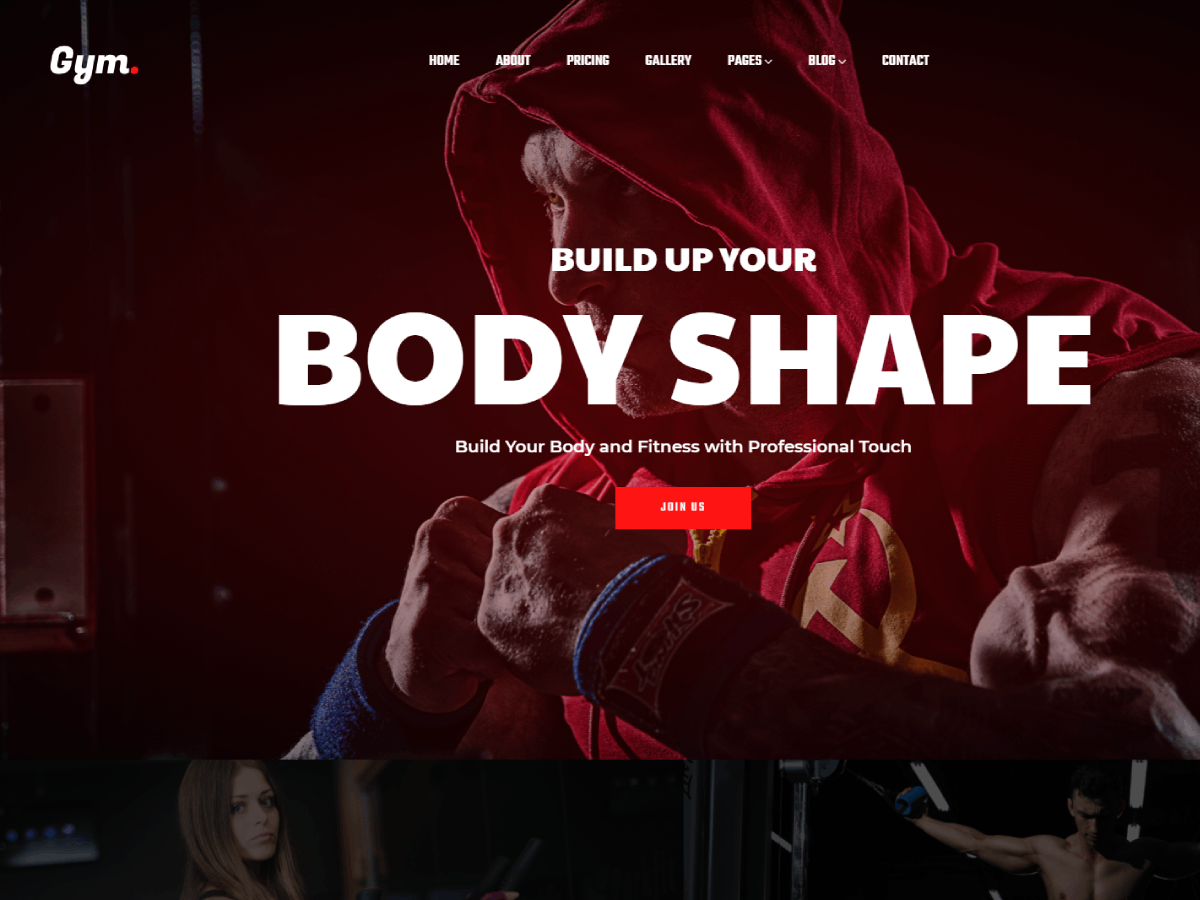 Gym.
HOME ABOUT PRICING GALLERY PAGES BLOG CONTACT
BUILD UP YOUR
BODY SHAPE
Build Your Body and Fitness with Professional Touch
JOIN US